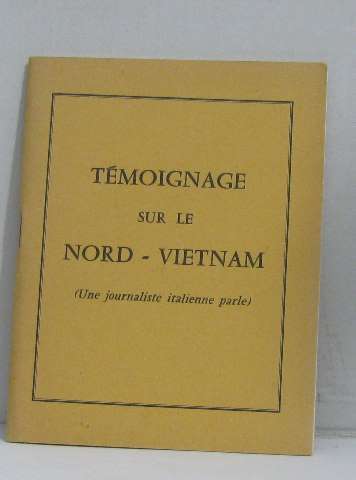 TÉMOIGNAGE
SUR LE
NORD - VIETNAM
(Une journaliste italienne parle)